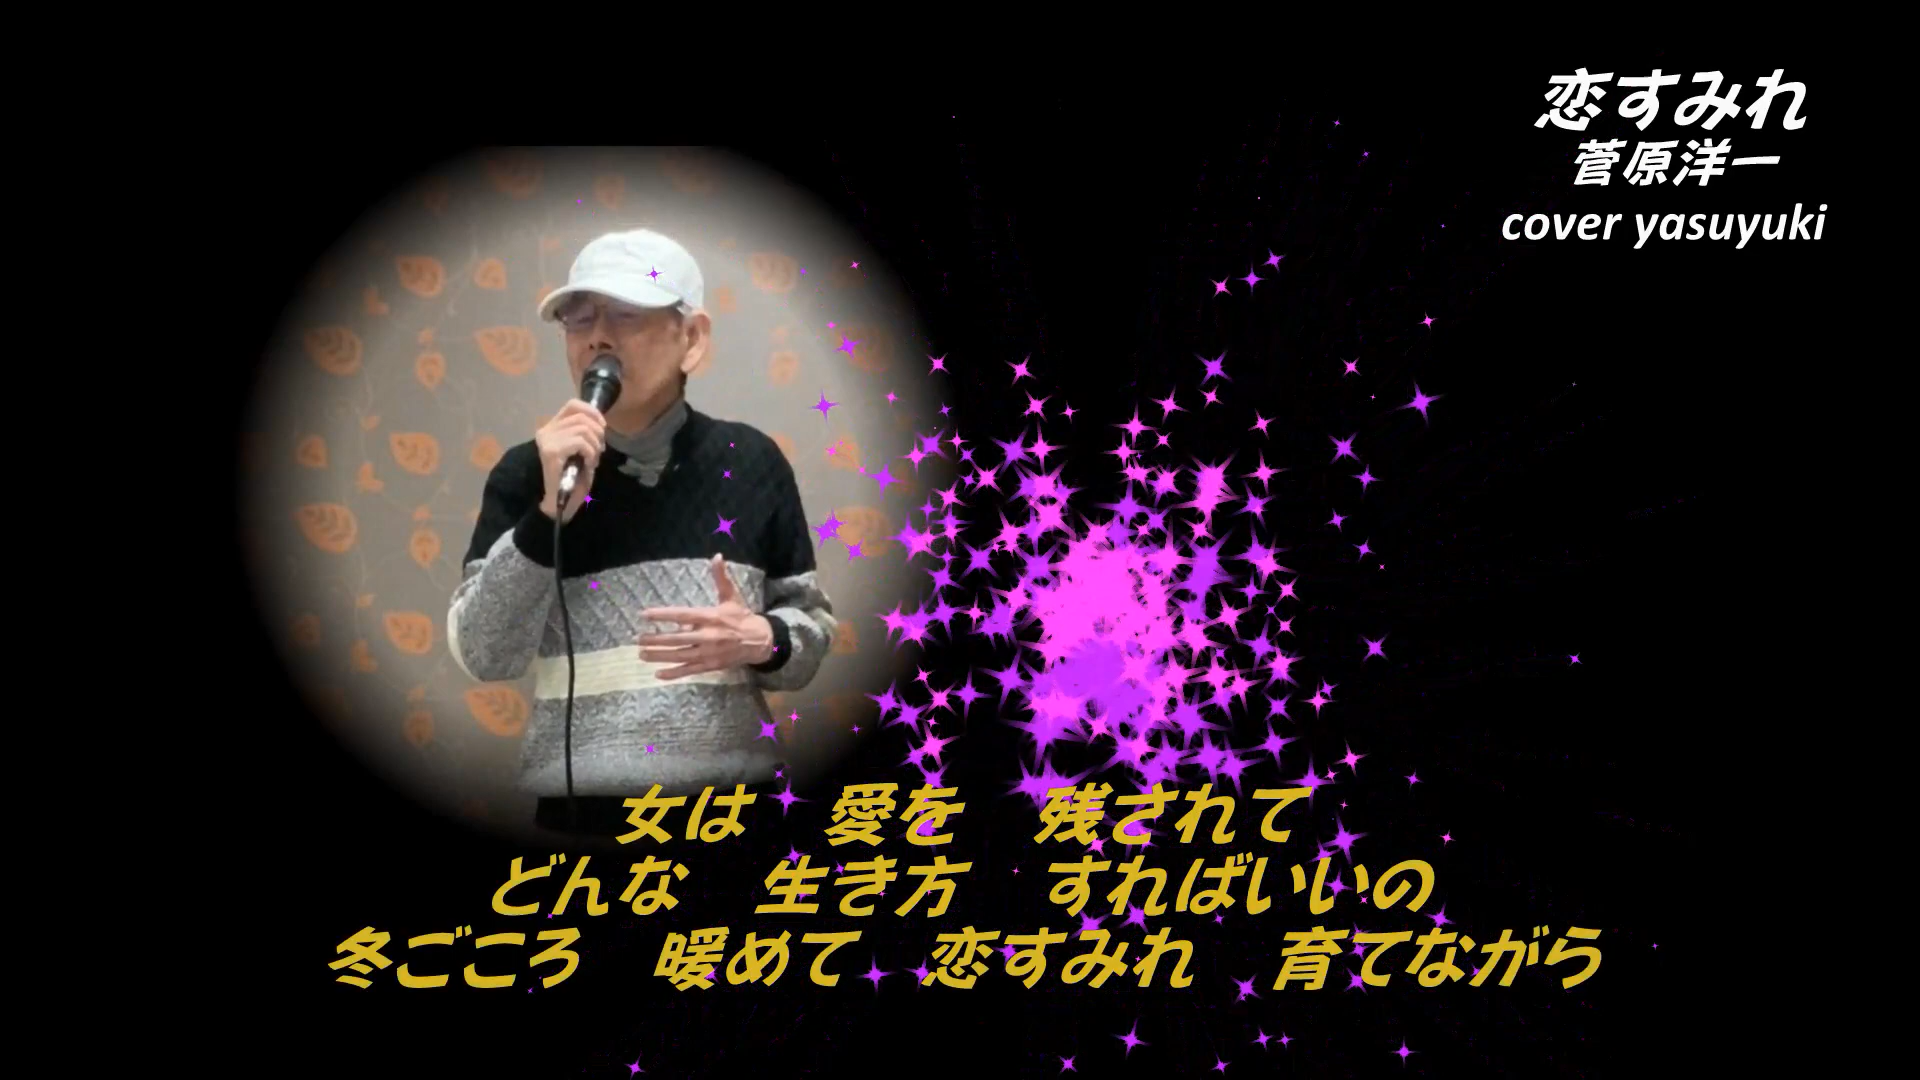 恋すみれ
菅原洋一
cover yasuyuki
女は　愛を　残されて
どんな　生き方　すればいいの
冬ごころ　暖めて　恋すみれ　育てながら